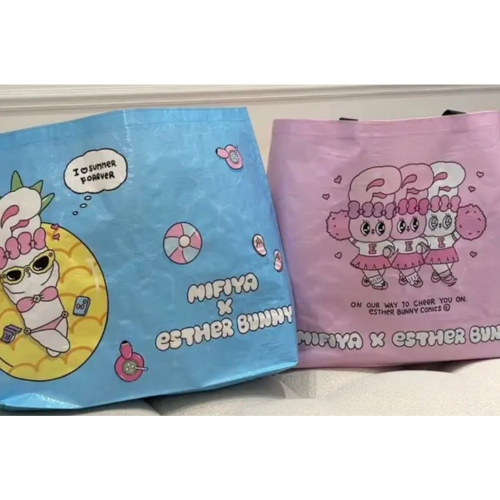 I ♡ SUMMER
FOREVER
MIFIYA
X
ESTHER BUNNY
E E E
ON OUR WAY TO CHEER YOU ON
ESTHER BUNNY COMICS ©
MIFIYA X ESTHER BUN